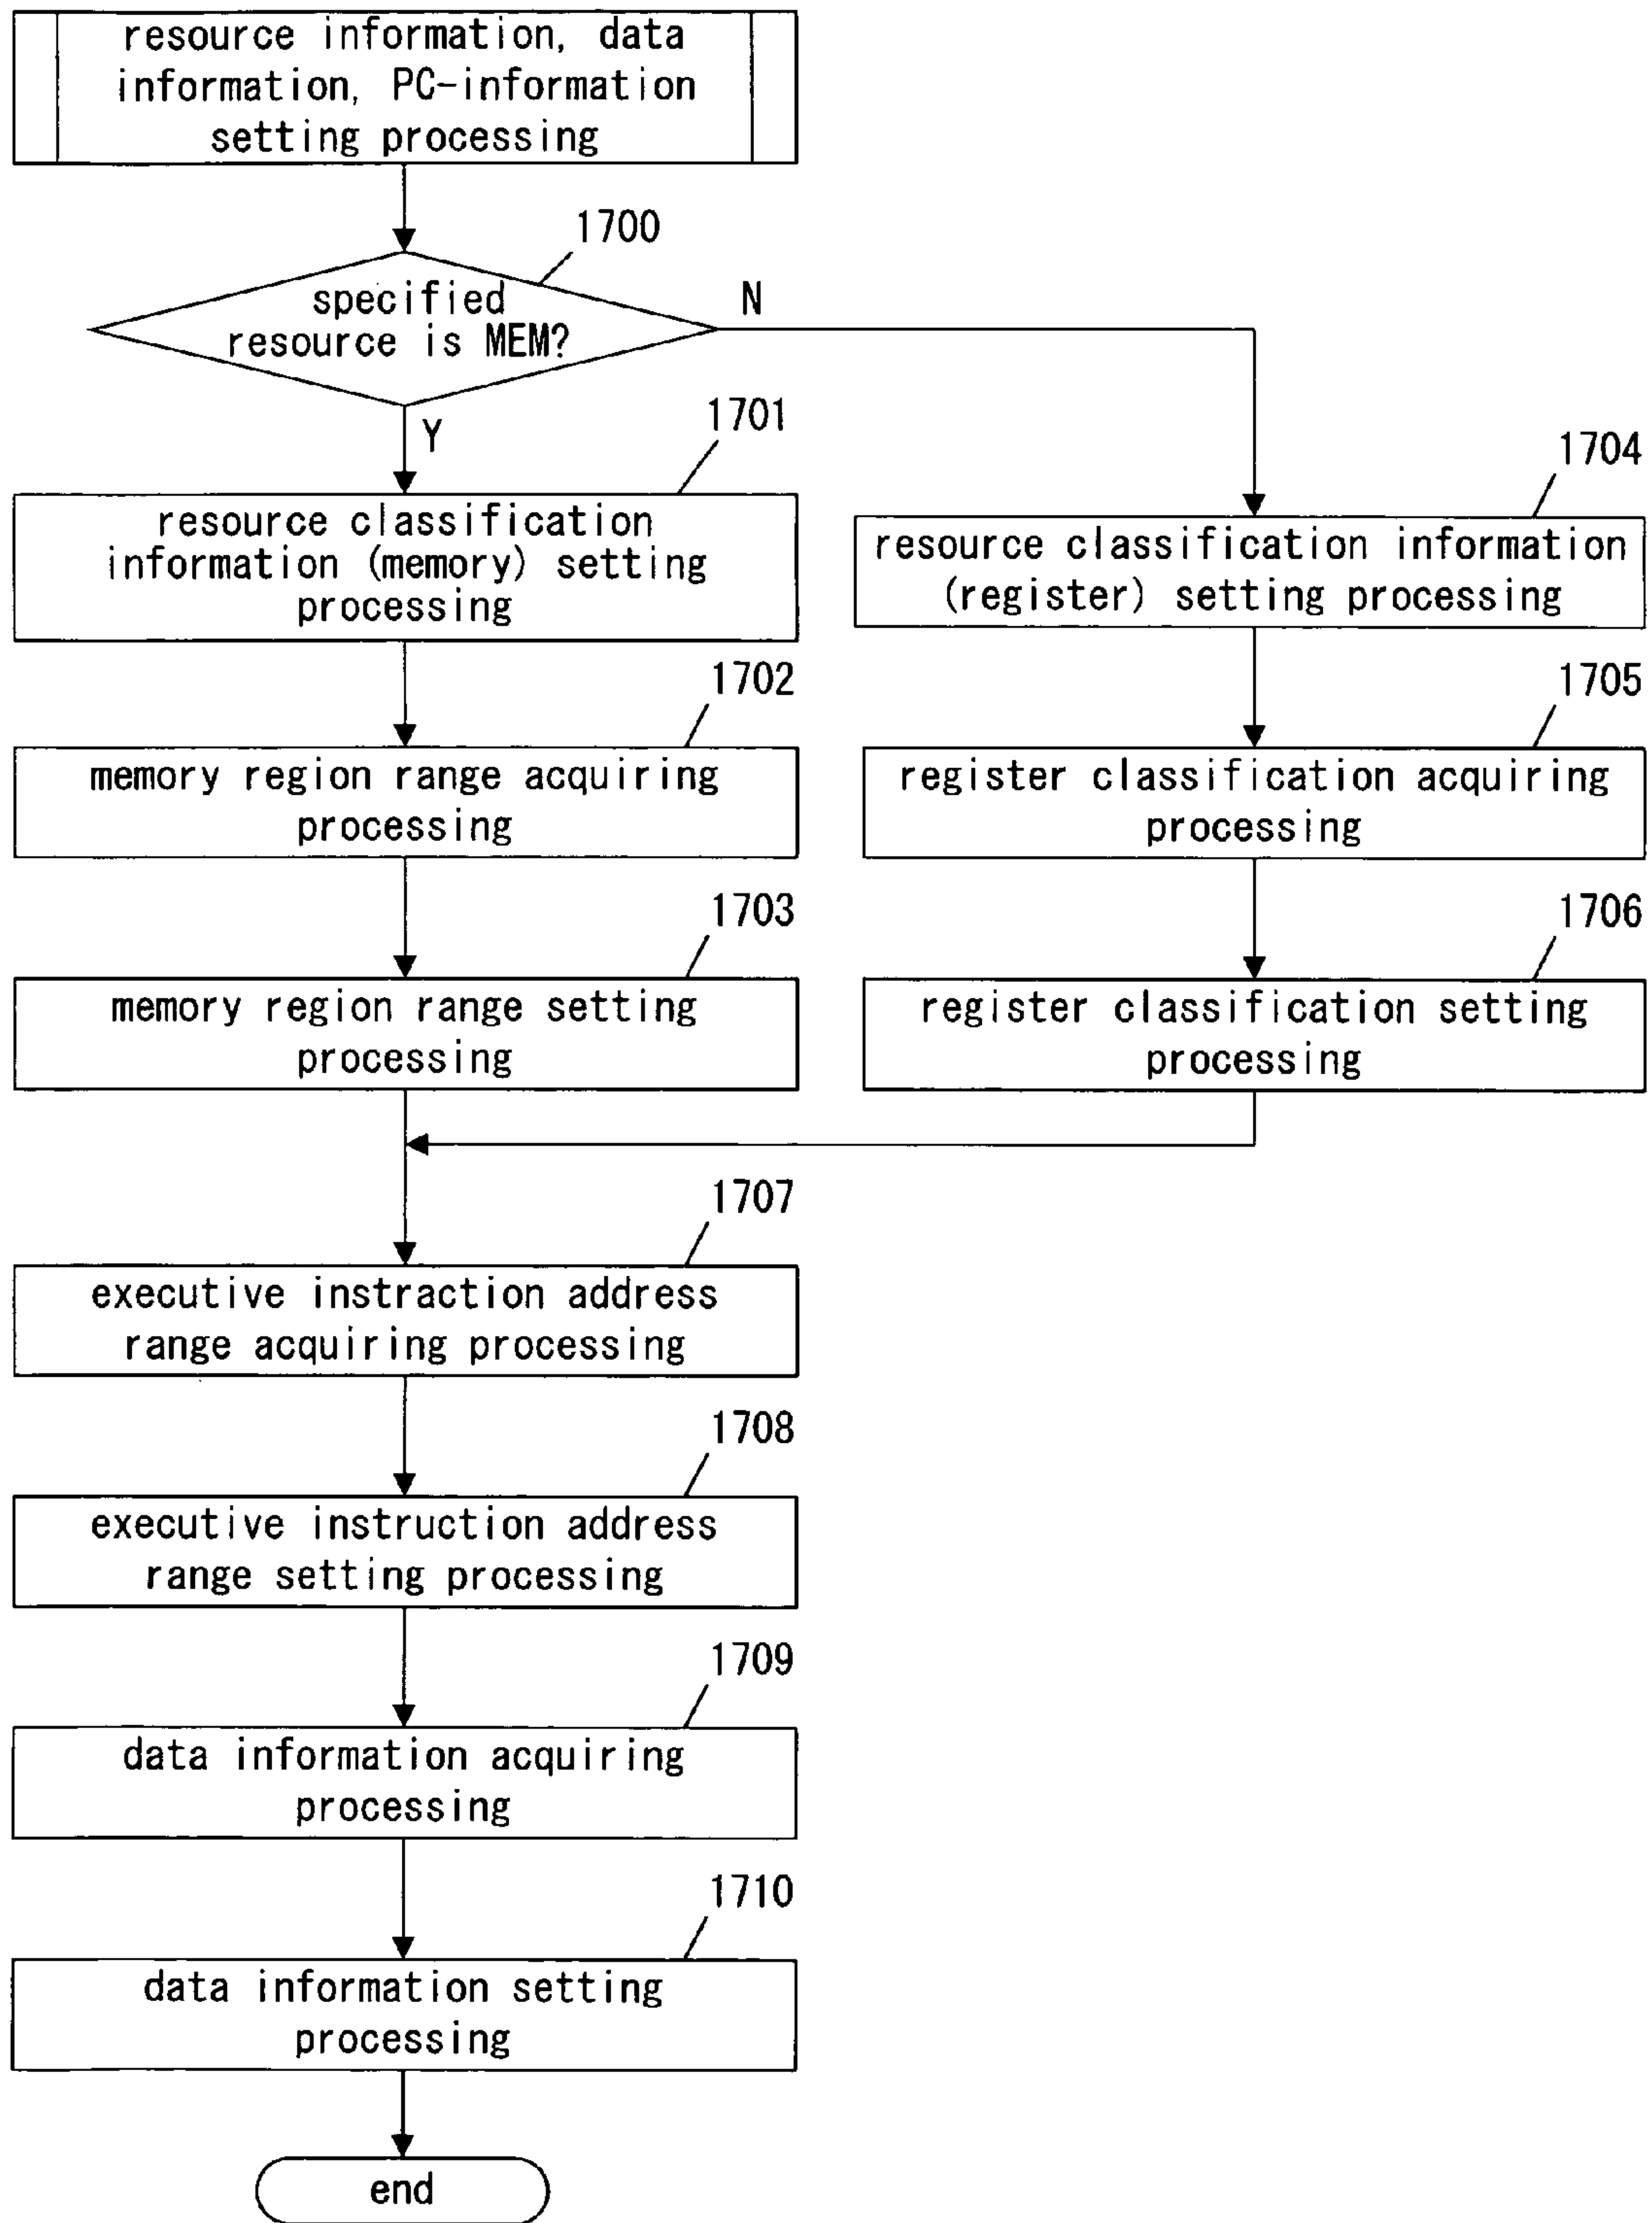 resource information, data
information, PC-information
setting processing
1700
specified
resource is MEM?
N
Y
1701
resource classification
information (memory) setting
processing
1702
memory region range acquiring
processing
1703
memory region range setting
processing
1704
resource classification information
(register) setting processing
1705
register classification acquiring
processing
1706
register classification setting
processing
1707
executive instraction address
range acquiring processing
1708
executive instruction address
range setting processing
1709
data information acquiring
processing
1710
data information setting
processing
end